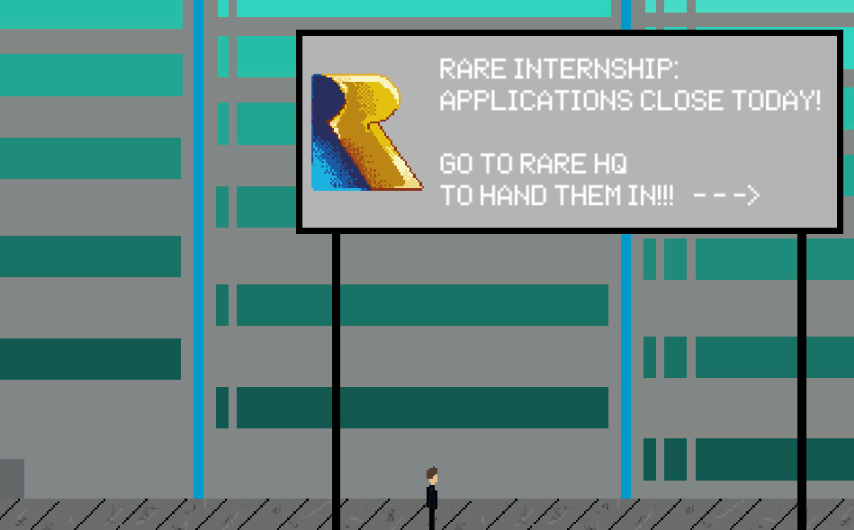 RARE INTERNSHIP:
APPLICATIONS CLOSE TODAY!
GO TO RARE HQ
TO HAND THEM IN!!! --->